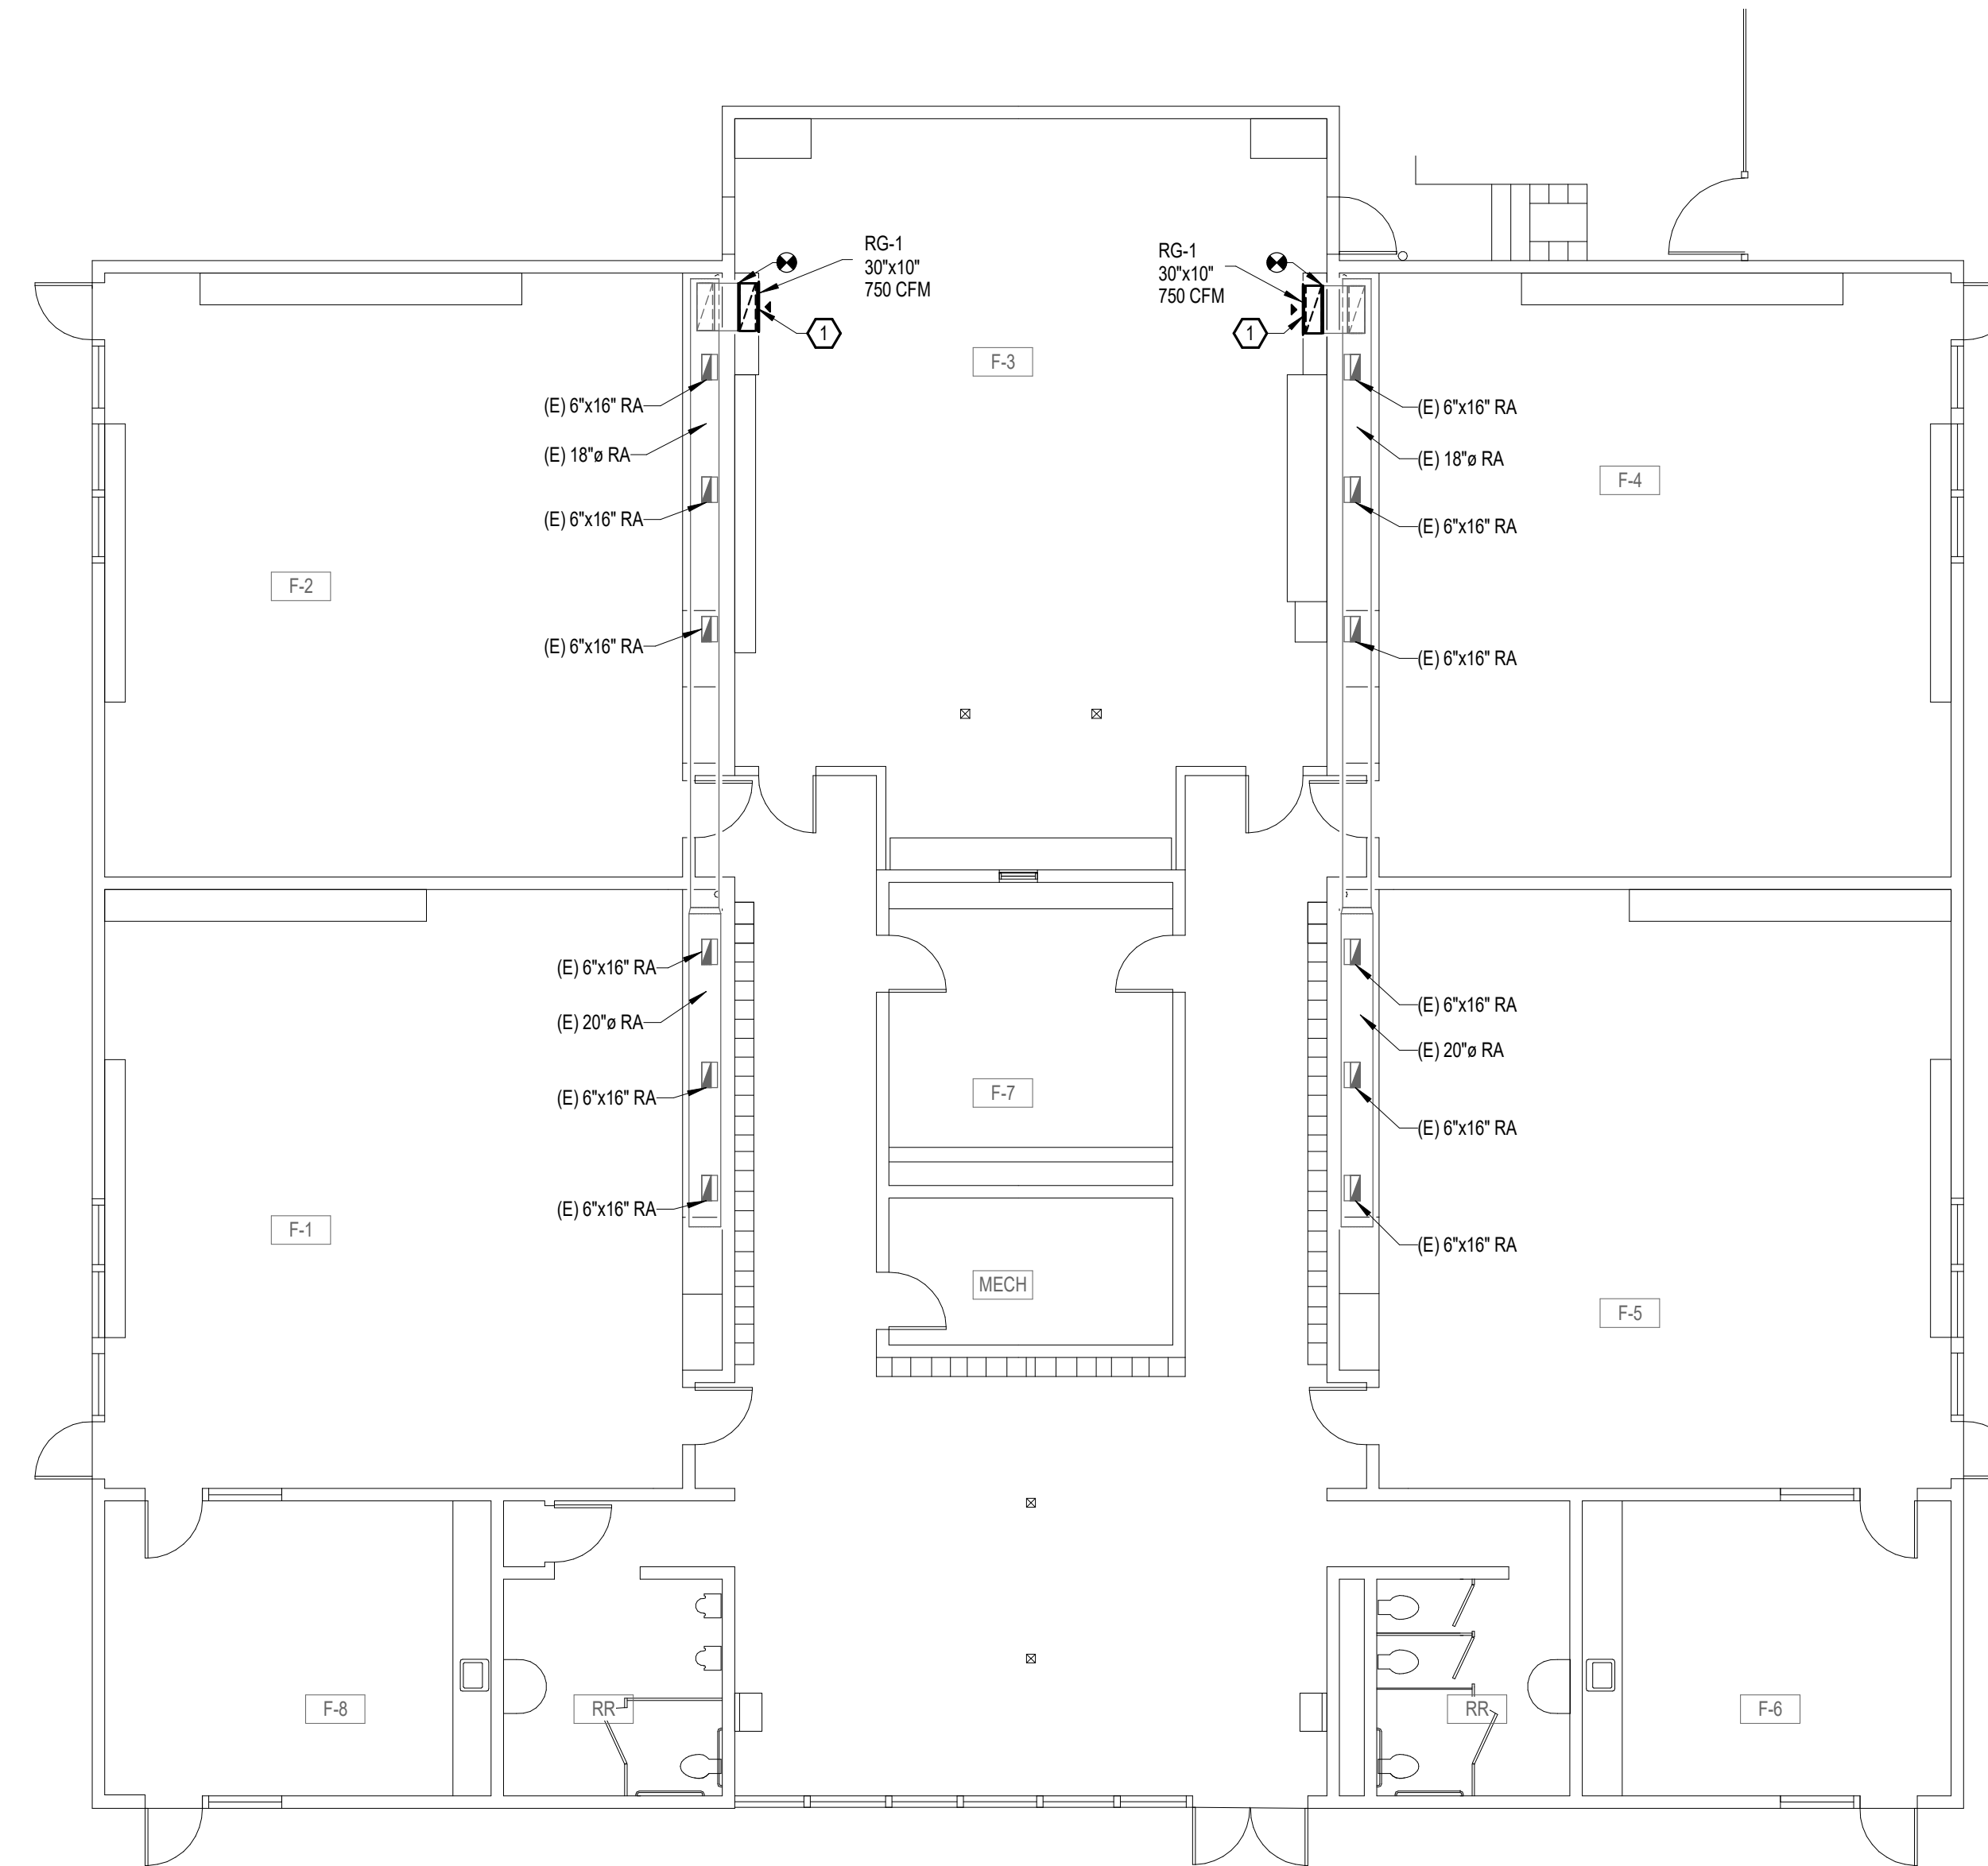 RG-1
30"x10"
750 CFM
1
RG-1
30"x10"
750 CFM
1
F-3
(E) 6"x16" RA
(E) 18"ø RA
(E) 6"x16" RA
(E) 6"x16" RA
F-2
(E) 6"x16" RA
(E) 18"ø RA
(E) 6"x16" RA
(E) 6"x16" RA
F-4
(E) 6"x16" RA
(E) 20"ø RA
(E) 6"x16" RA
(E) 6"x16" RA
F-1
F-7
MECH
(E) 6"x16" RA
(E) 20"ø RA
(E) 6"x16" RA
(E) 6"x16" RA
F-5
F-8
RR
RR
F-6